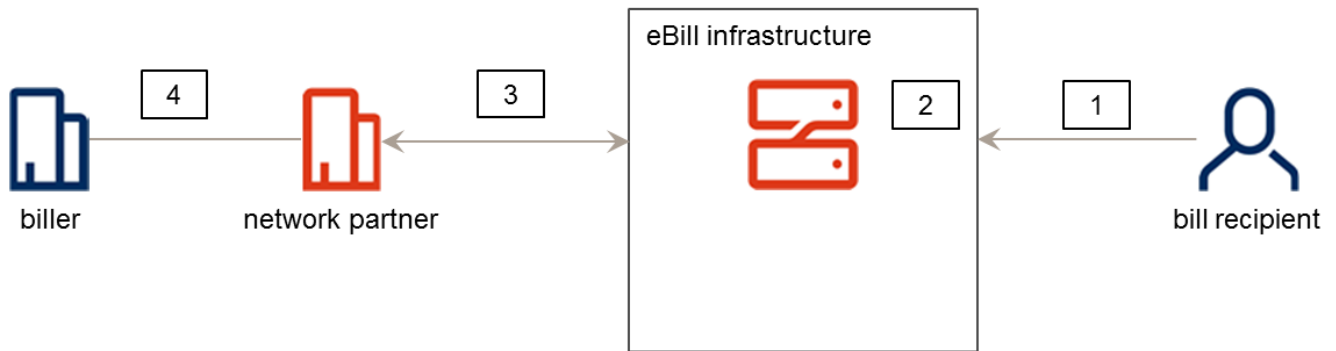 eBill infrastructure
4
3
2
1
biller
network partner
bill recipient